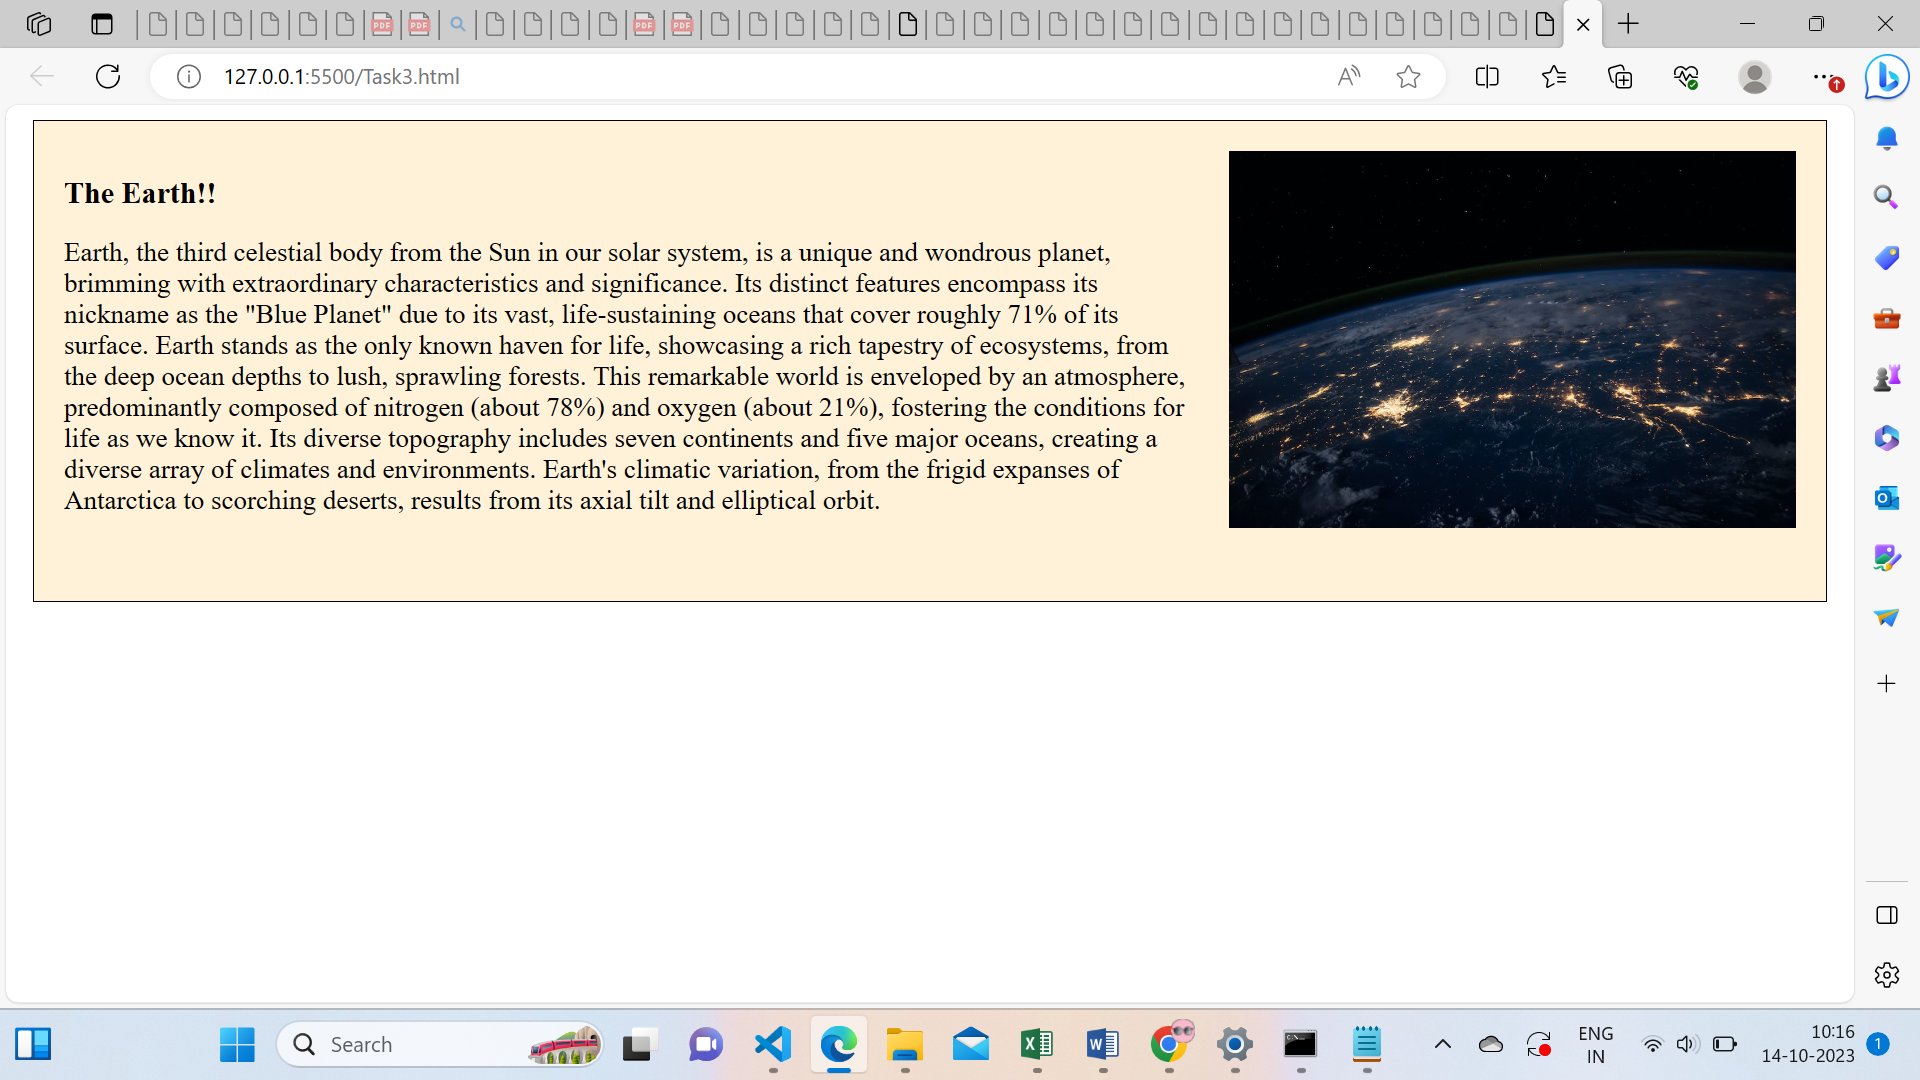 PDF PDF PDF PDF
127.0.0.1:5500/Task3.html
The Earth!!
Earth, the third celestial body from the Sun in our solar system, is a unique and wondrous planet,
brimming with extraordinary characteristics and significance. Its distinct features encompass its
nickname as the "Blue Planet" due to its vast, life-sustaining oceans that cover roughly 71% of its
surface. Earth stands as the only known haven for life, showcasing a rich tapestry of ecosystems, from
the deep ocean depths to lush, sprawling forests. This remarkable world is enveloped by an atmosphere,
predominantly composed of nitrogen (about 78%) and oxygen (about 21%), fostering the conditions for
life as we know it. Its diverse topography includes seven continents and five major oceans, creating a
diverse array of climates and environments. Earth's climatic variation, from the frigid expanses of
Antarctica to scorching deserts, results from its axial tilt and elliptical orbit.
Search
ENG
IN
10:16
14-10-2023
1